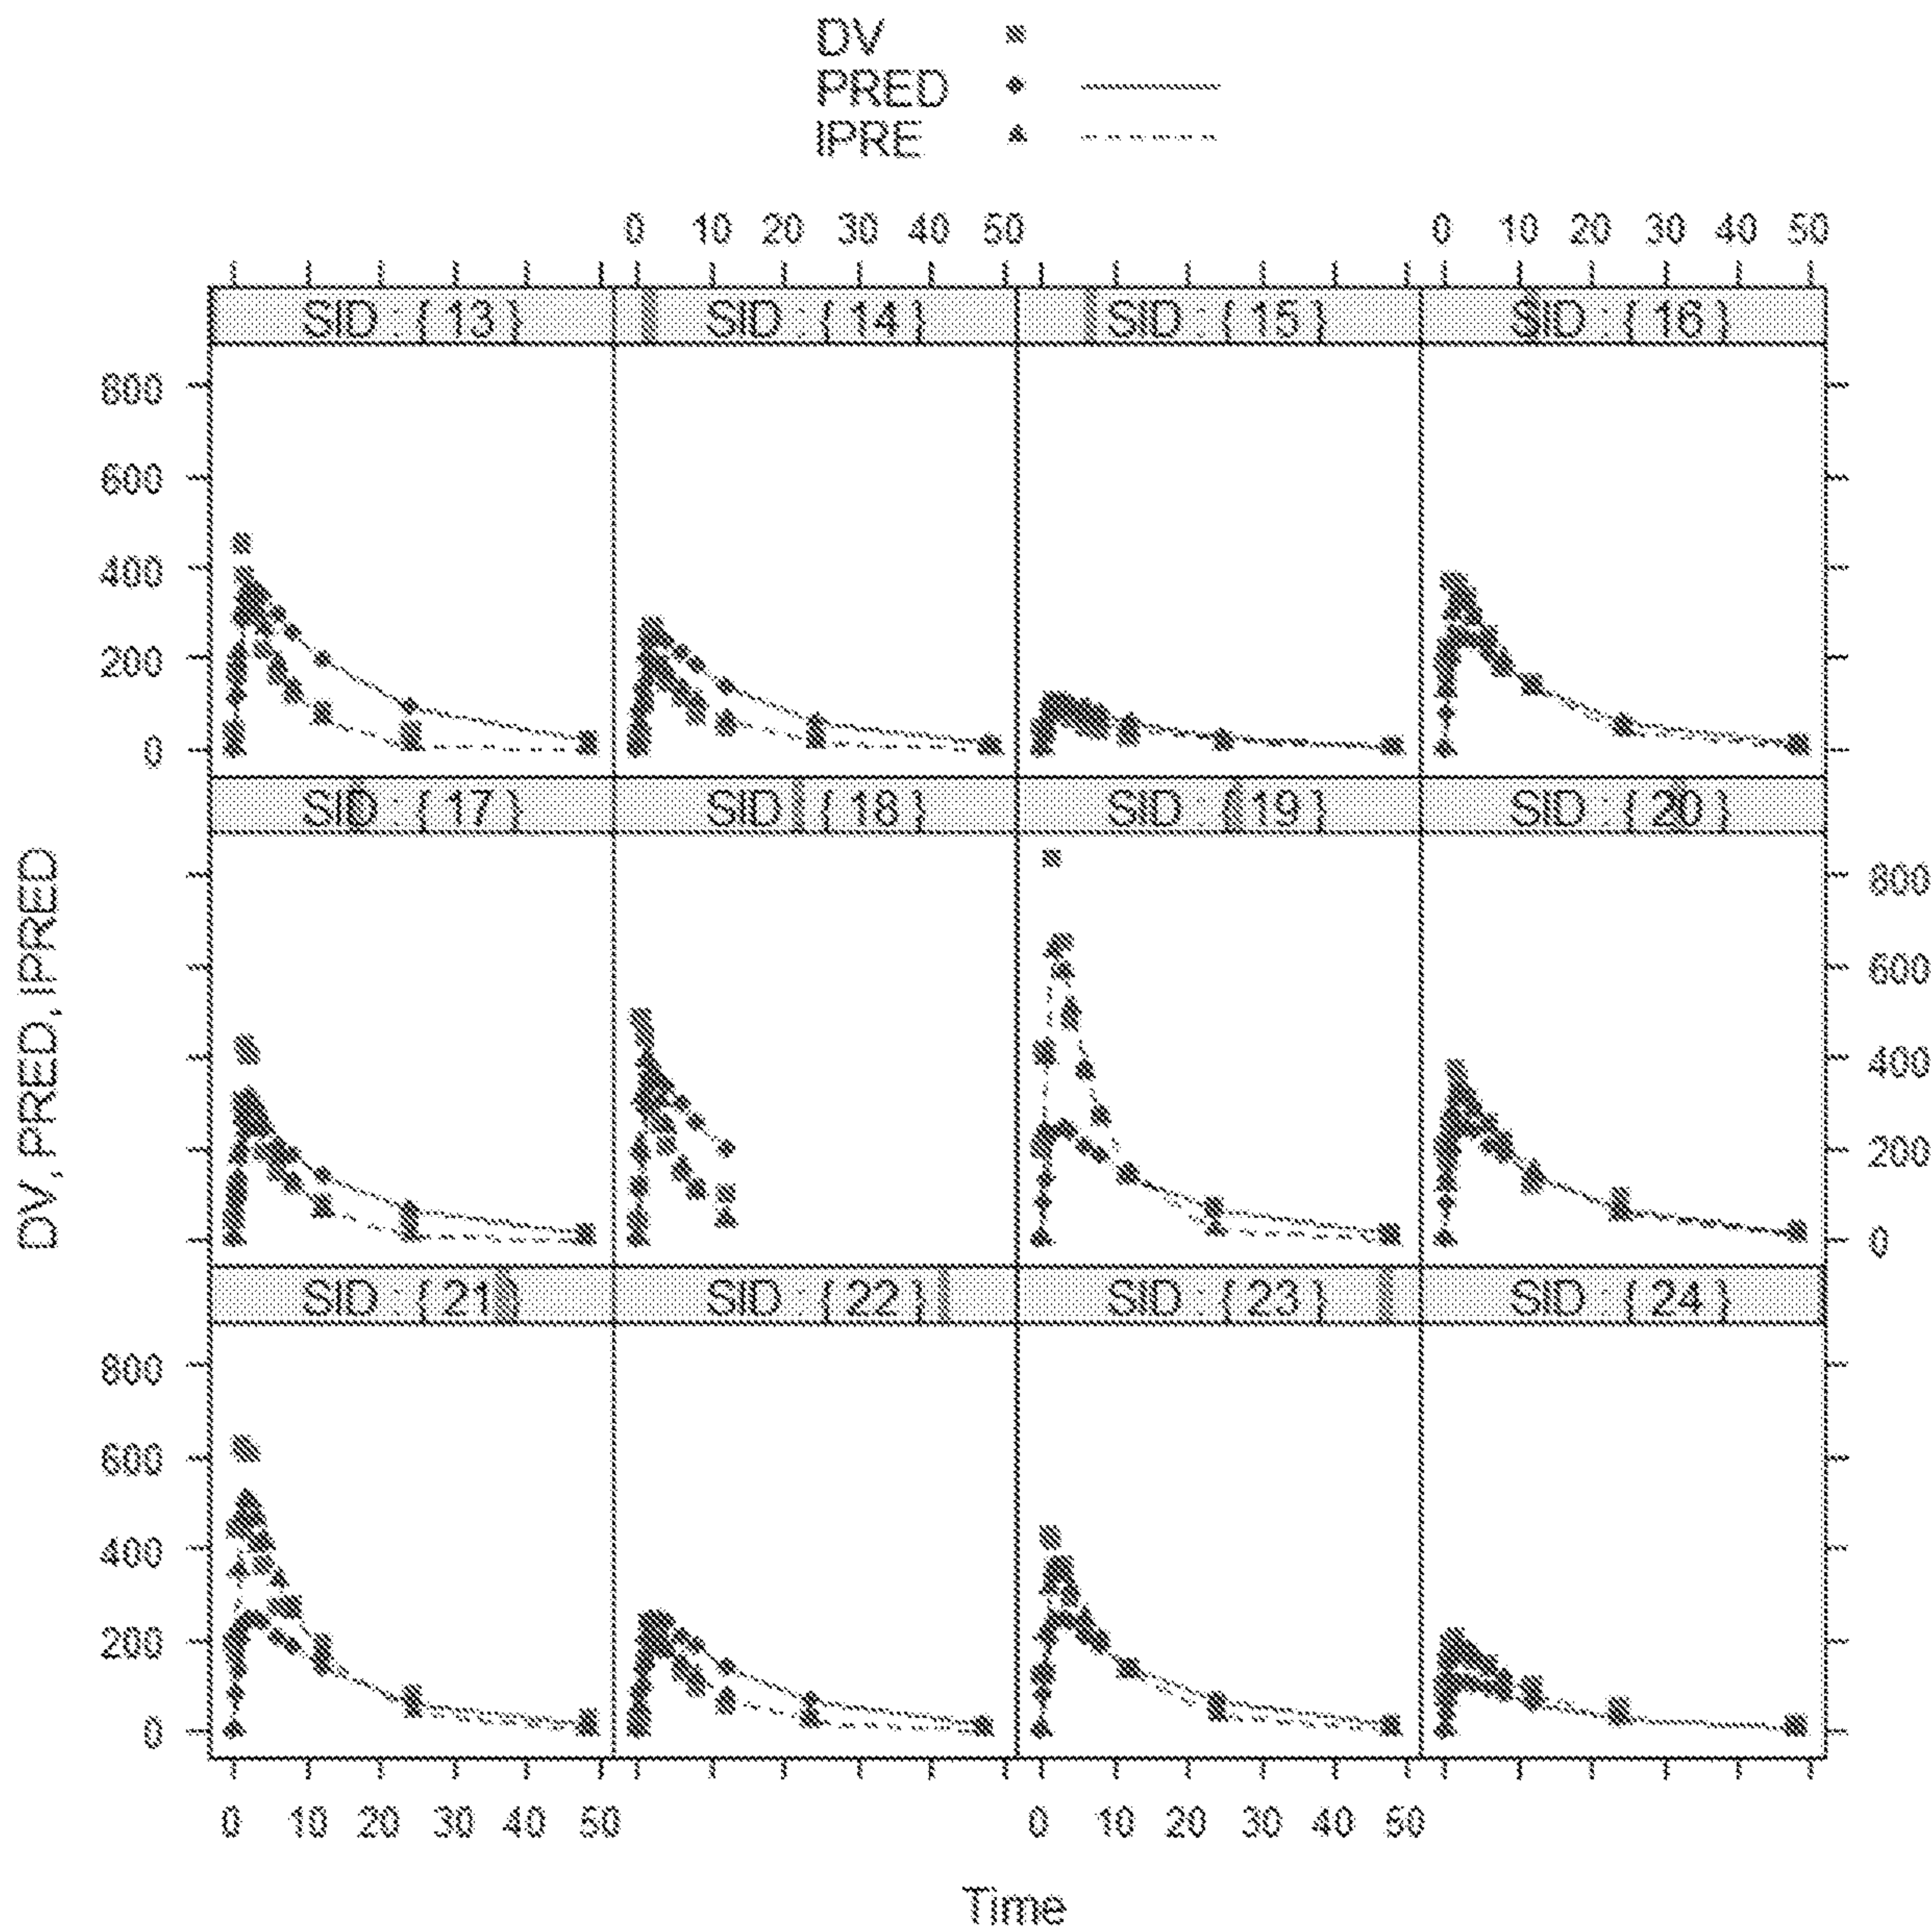 DV
PRED
IPRE
0 10 20 30 40 50 0 10 20 30 40 50
SID : { 13 } SID : { 14 } SID : { 15 } SID : { 16 }
800
600
400
200
0
SID : { 17 } SID : { 18 } SID : { 19 } SID : { 20 }
DV, PRED, IPRED
800
600
400
200
0
SID : { 21 } SID : { 22 } SID : { 23 } SID : { 24 }
800
600
400
200
0
0 10 20 30 40 50 0 10 20 30 40 50
Time